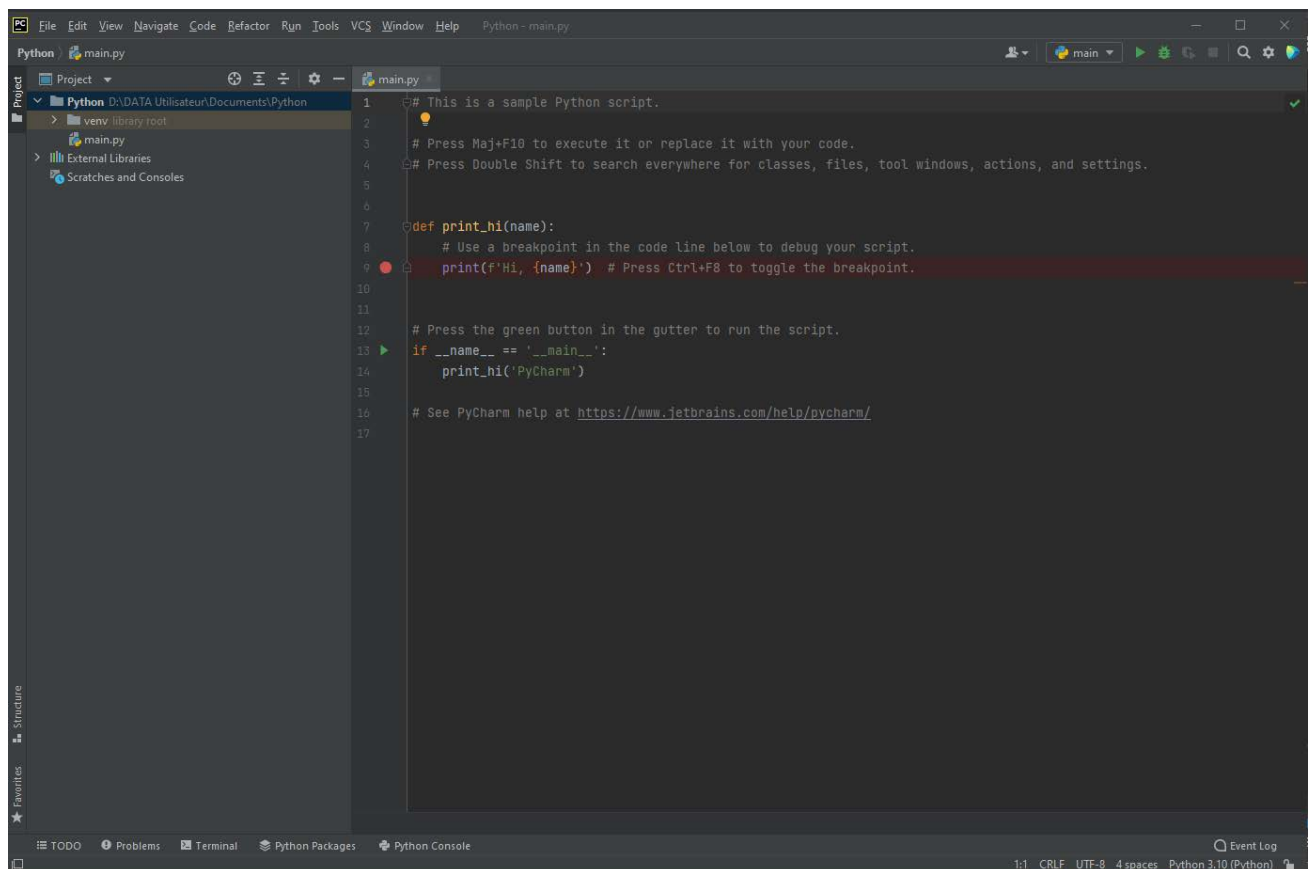 PC File Edit View Navigate Code Refactor Run Tools VCS Window Help Python - main.py
Python main.py main
Project
Project
Python D:\DATA Utilisateur\Documents\Python
venv library root
main.py
External Libraries
Scratches and Consoles
main.py
1 # This is a sample Python script.
2
3 # Press Maj+F10 to execute it or replace it with your code.
4 # Press Double Shift to search everywhere for classes, files, tool windows, actions, and settings.
5
6
7 def print_hi(name):
8 # Use a breakpoint in the code line below to debug your script.
9 print(f'Hi, {name}') # Press Ctrl+F8 to toggle the breakpoint.
10
11
12 # Press the green button in the gutter to run the script.
13 if __name__ == '__main__':
14 print_hi('PyCharm')
15
16 # See PyCharm help at https://www.jetbrains.com/help/pycharm/
17
Structure
Favorites
TODO Problems Terminal Python Packages Python Console Event Log
1:1 CRLF UTF-8 4 spaces Python 3.10 (Python)